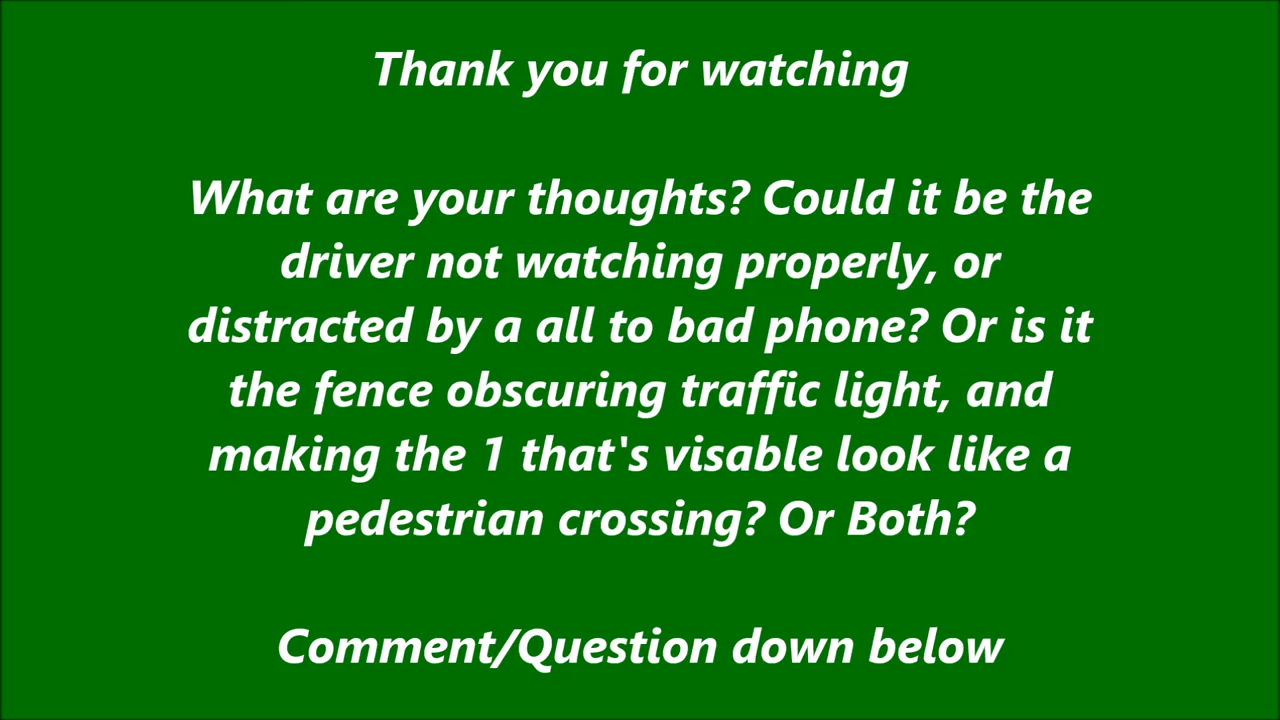 Thank you for watching
What are your thoughts? Could it be the
driver not watching properly, or
distracted by a all to bad phone? Or is it
the fence obscuring traffic light, and
making the 1 that's visable look like a
pedestrian crossing? Or Both?
Comment/Question down below